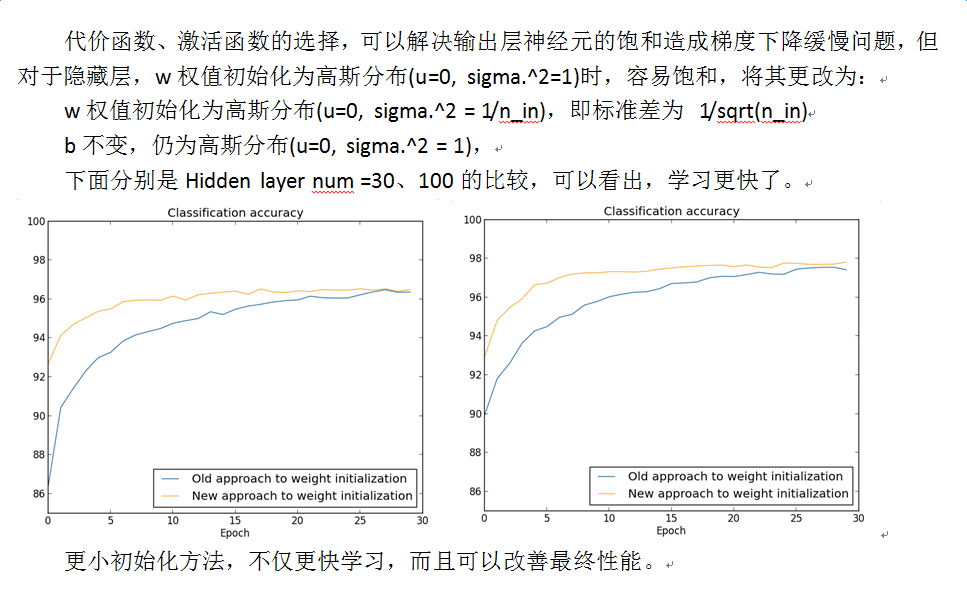 代价函数、激活函数的选择，可以解决输出层神经元的饱和造成梯度下降缓慢问题，但
对于隐藏层，w 权值初始化为高斯分布(u=0, sigma.^2=1)时，容易饱和，将其更改为：
w 权值初始化为高斯分布(u=0, sigma.^2 = 1/n_in)，即标准差为 1/sqrt(n_in)
b 不变，仍为高斯分布(u=0, sigma.^2 = 1)，
下面分别是 Hidden layer num =30、100 的比较，可以看出，学习更快了。
Classification accuracy
100
98
96
94
92
90
88
86
0 5 10 15 20 25 30
Epoch
Old approach to weight initialization
New approach to weight initialization
Classification accuracy
100
98
96
94
92
90
88
86
0 5 10 15 20 25 30
Epoch
Old approach to weight initialization
New approach to weight initialization
更小初始化方法，不仅更快学习，而且可以改善最终性能。